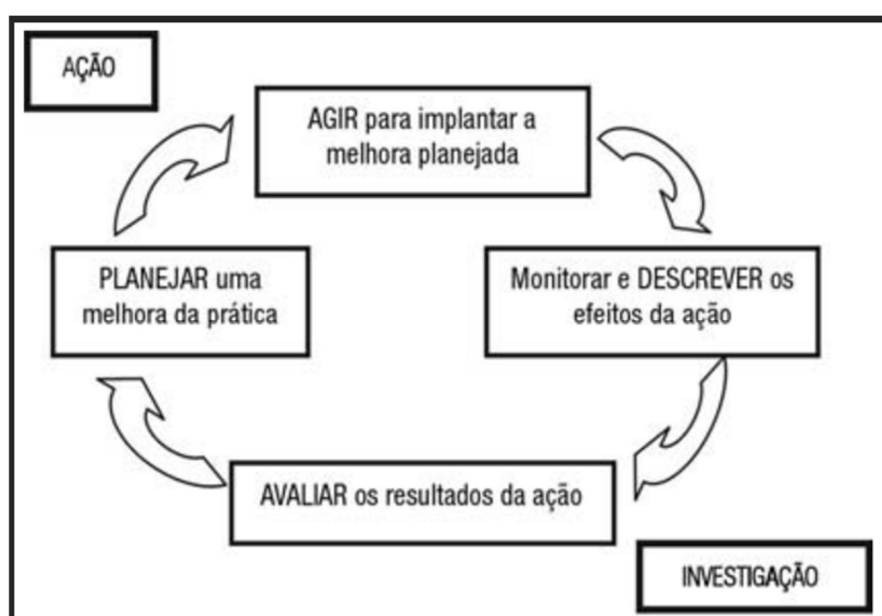 AÇÃO
AGIR para implantar a
melhora planejada
PLANEJAR uma
melhora da prática
Monitorar e DESCREVER os
efeitos da ação
AVALIAR os resultados da ação
INVESTIGAÇÃO